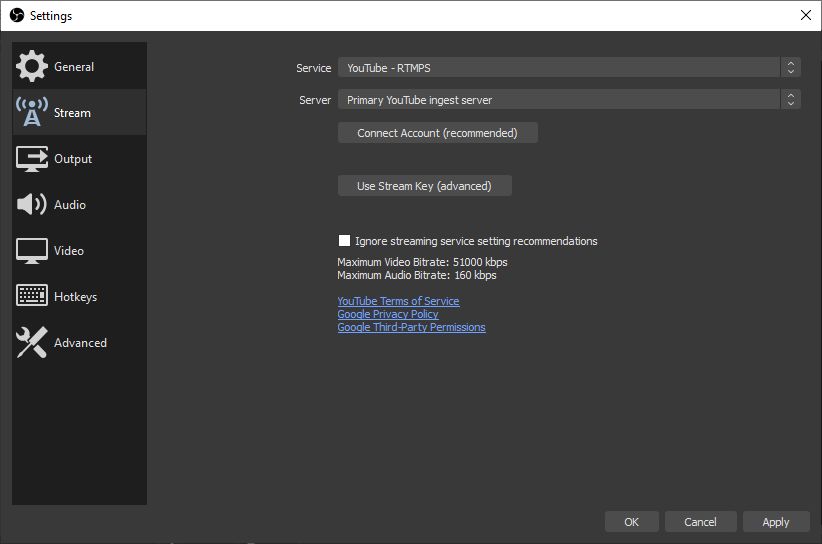 Settings
General
Stream
Output
Audio
Video
Hotkeys
Advanced
Service YouTube - RTMPS
Server Primary YouTube ingest server
Connect Account (recommended)
Use Stream Key (advanced)
Ignore streaming service setting recommendations
Maximum Video Bitrate: 51000 kbps
Maximum Audio Bitrate: 160 kbps
YouTube Terms of Service
Google Privacy Policy
Google Third-Party Permissions
OK Cancel Apply